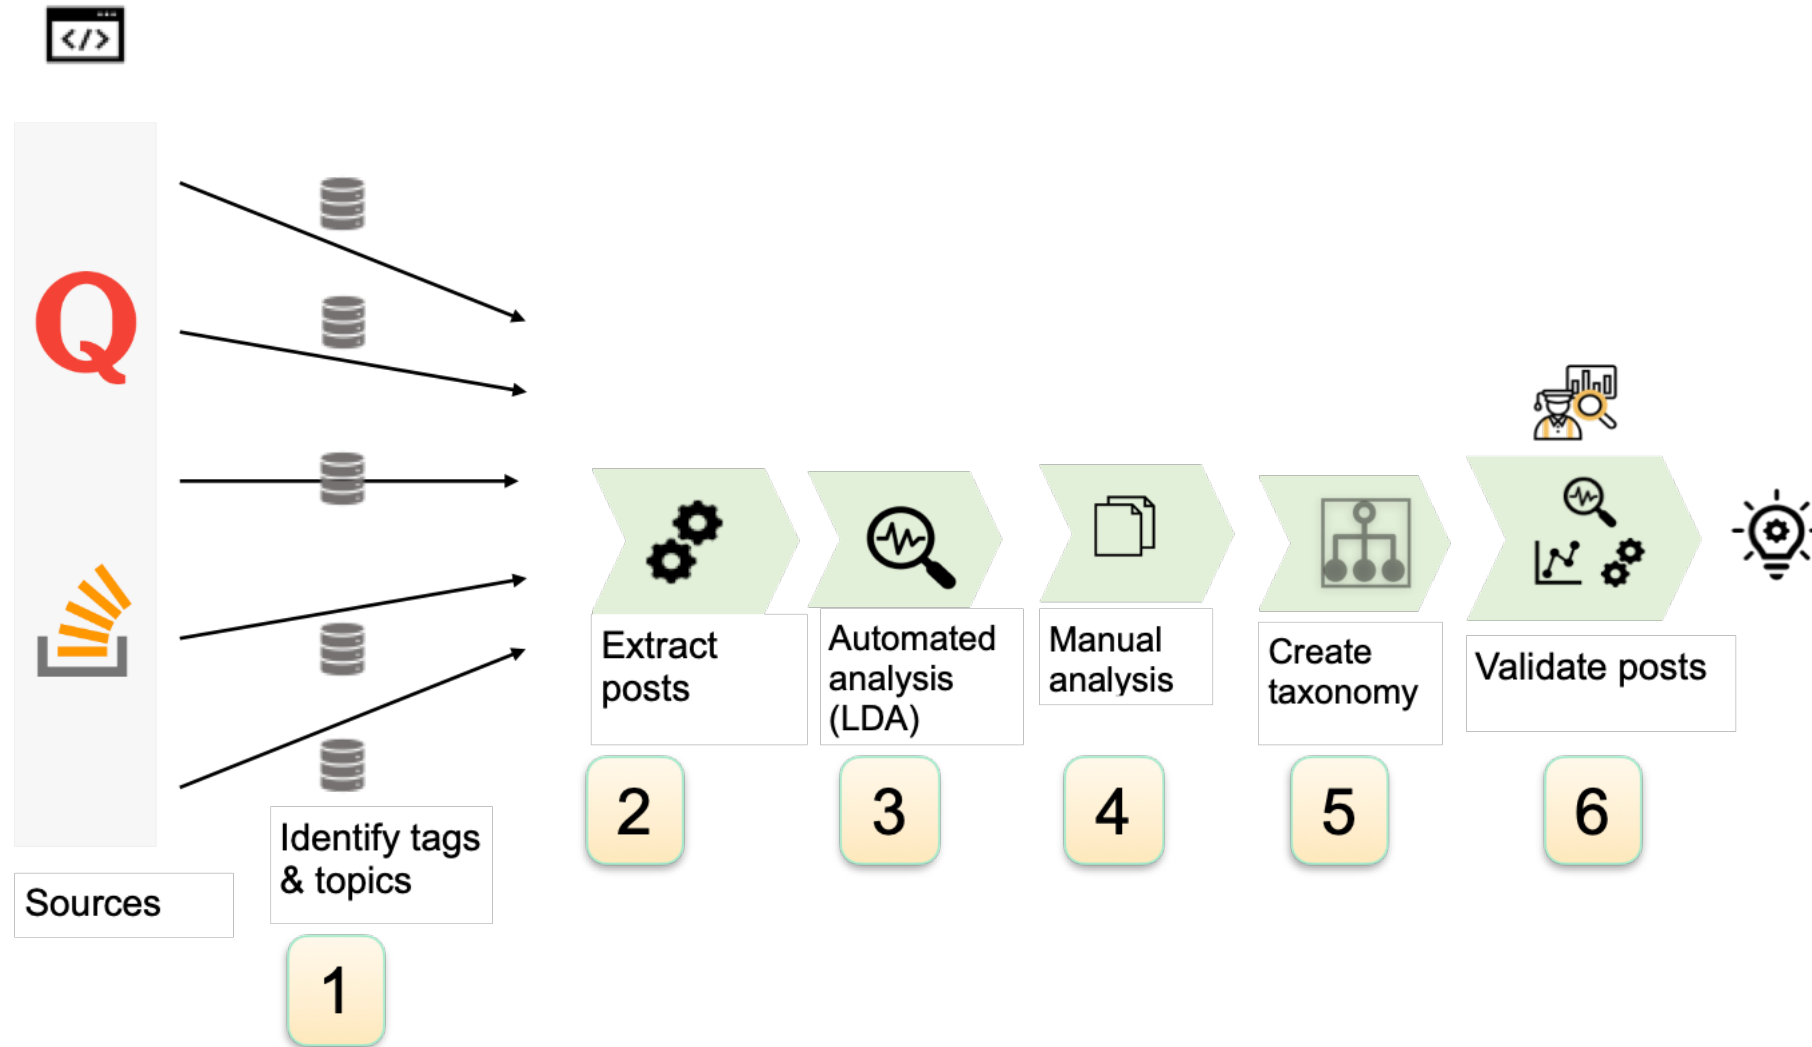 </>
Q
Sources
Identify tags
& topics
1
Extract
posts
2
Automated
analysis
(LDA)
3
Manual
analysis
4
Create
taxonomy
5
Validate posts
6